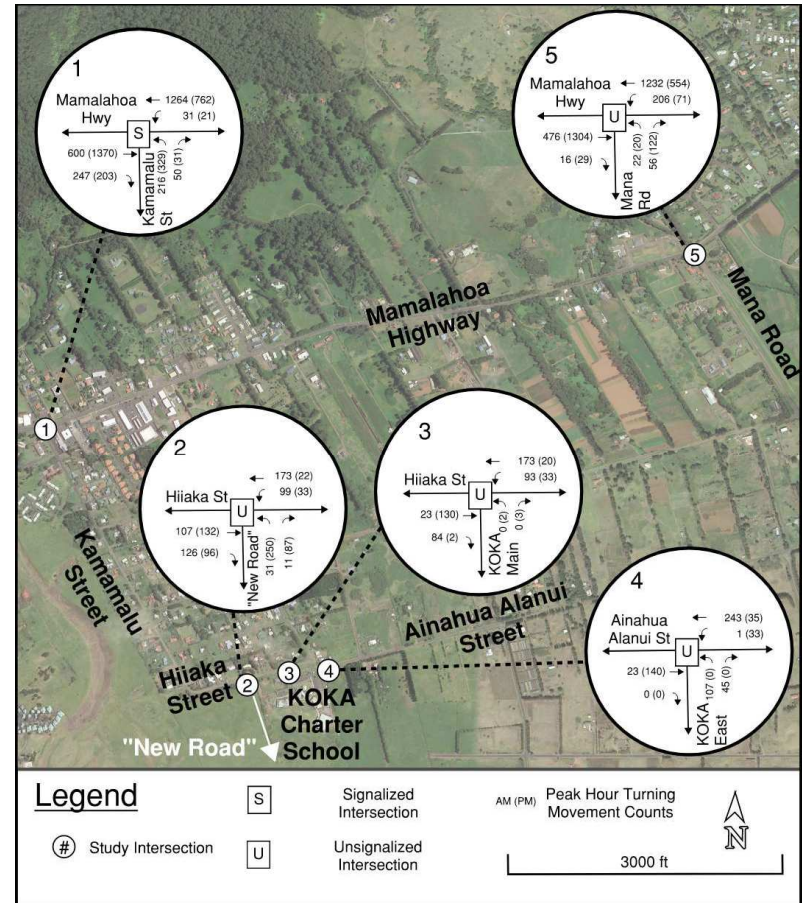 1
Mamalahoa
Hwy
1264 (762)
31 (21)
S
600 (1370)
247 (203)
216 (329)
50 (31)
Kamamalu
St
5
Mamalahoa
Hwy
1232 (554)
206 (71)
U
476 (1304)
16 (29)
22 (20)
56 (122)
Mana
Rd
5
Mana Road
Mamalahoa
Highway
1
2
Hiiaka St
173 (22)
99 (33)
U
107 (132)
126 (96)
"New Road"
31 (250)
11 (87)
3
Hiiaka St
173 (20)
93 (33)
U
23 (130)
84 (2)
KOKA
Main
0 (2)
0 (3)
Kamamalu
Street
Ainahua Alanui
Street
4
Ainahua
Alanui St
243 (35)
1 (33)
U
23 (140)
0 (0)
KOKA
East
107 (0)
45 (0)
Hiiaka
Street
2
3
4
KOKA
Charter
School
"New Road"
Legend
S
Signalized
Intersection
AM (PM)
Peak Hour Turning
Movement Counts
N
#
Study Intersection
U
Unsignalized
Intersection
3000 ft